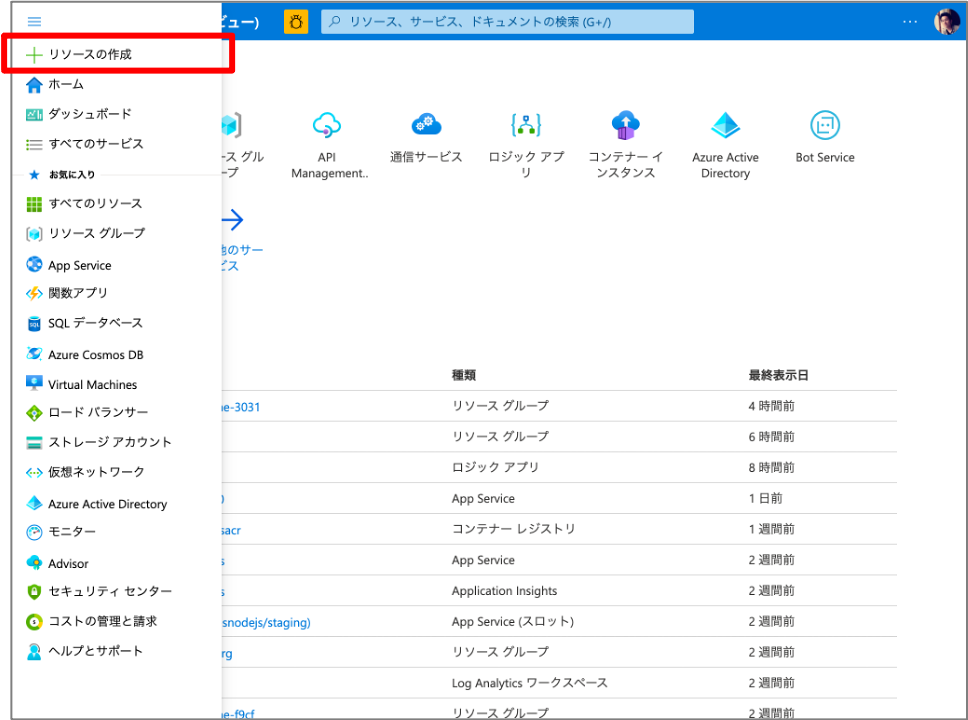 ビュー)
リソース、サービス、ドキュメントの検索 (G+/)
リソースの作成
ホーム
ダッシュボード
すべてのサービス
お気に入り
すべてのリソース
リソース グループ
App Service
関数アプリ
SQL データベース
Azure Cosmos DB
Virtual Machines
ロード バランサー
ストレージ アカウント
仮想ネットワーク
Azure Active Directory
モニター
Advisor
セキュリティ センター
コストの管理と請求
ヘルプとサポート
ス グル
ープ
API
Management..
通信サービス
ロジック アプ
リ
コンテナー イ
ンスタンス
Azure Active
Directory
Bot Service
他のサー
ビス
種類 最終表示日
e-3031 リソース グループ 4 時間前
リソース グループ 6 時間前
ロジック アプリ 8 時間前
App Service 1 日前
sacr コンテナー レジストリ 1 週間前
s App Service 2 週間前
s Application Insights 2 週間前
snodejs/staging) App Service (スロット) 2 週間前
rg リソース グループ 2 週間前
Log Analytics ワークスペース 2 週間前
e-f9cf リソース グループ 2 週間前